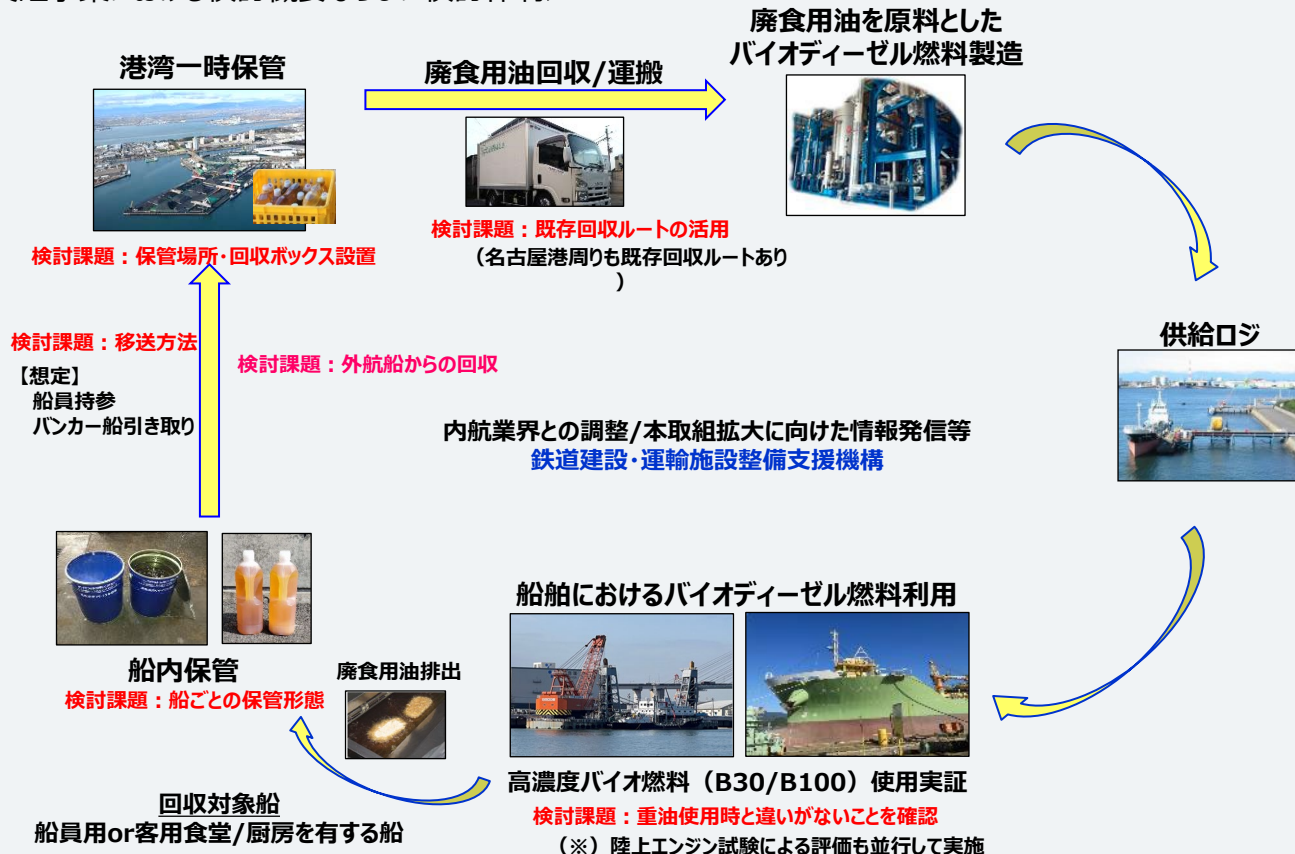 廃食用油を原料とした
バイオディーゼル燃料製造
港湾一時保管
廃食用油回収/運搬
検討課題：保管場所･回収ボックス設置
検討課題：既存回収ルートの活用
（名古屋港周りも既存回収ルートあり
）
検討課題：移送方法
【想定】
船員持参
バンカー船引き取り
検討課題：外航船からの回収
供給ロジ
内航業界との調整/本取組拡大に向けた情報発信等
鉄道建設･運輸施設整備支援機構
船内保管
検討課題：船ごとの保管形態
廃食用油排出
船舶におけるバイオディーゼル燃料利用
高濃度バイオ燃料（B30/B100）使用実証
検討課題：重油使用時と違いがないことを確認
（※）陸上エンジン試験による評価も並行して実施
回収対象船
船員用or客用食堂/厨房を有する船